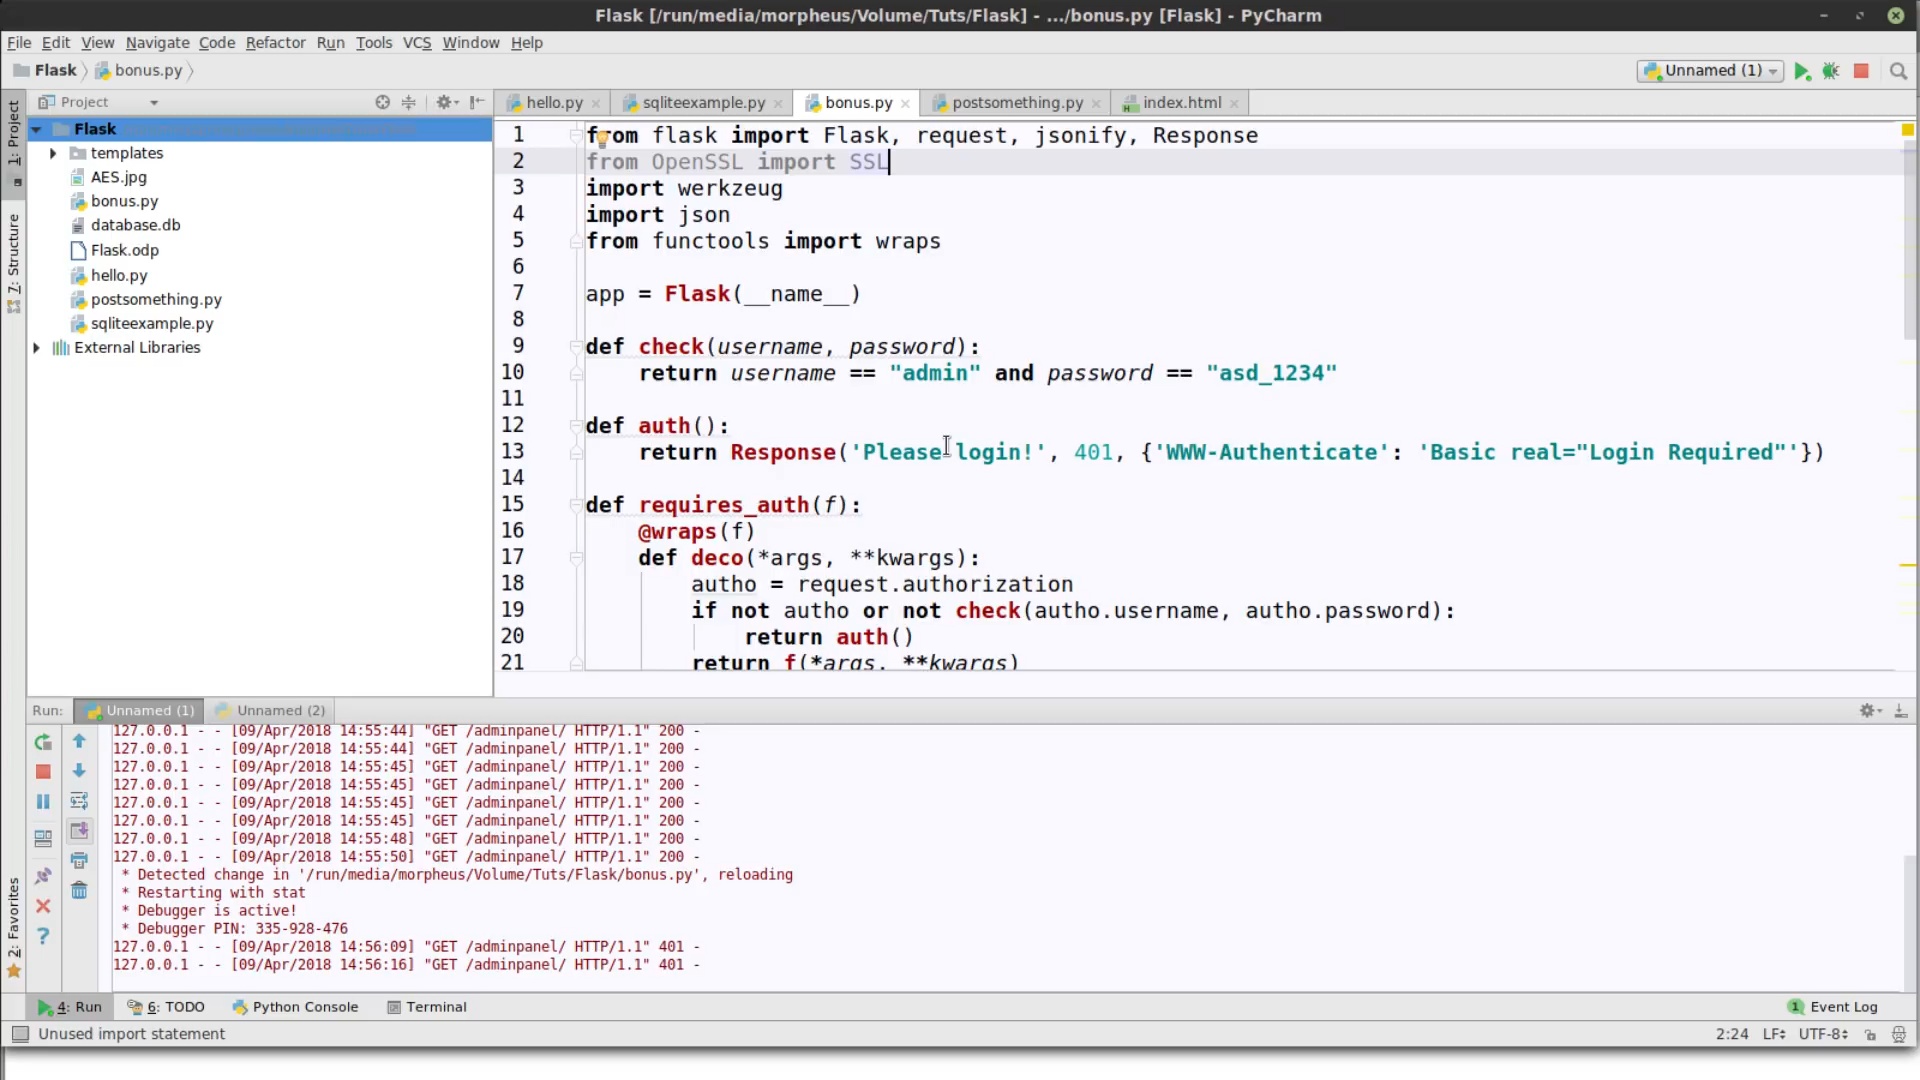 Flask [/run/media/morpheus/Volume/Tuts/Flask] - .../bonus.py [Flask] - PyCharm
File Edit View Navigate Code Refactor Run Tools VCS Window Help
Flask bonus.py
Unnamed (1)
Project
hello.py sqliteexample.py bonus.py postsomething.py index.html
1: Project
7: Structure
2: Favorites
Flask
templates
AES.jpg
bonus.py
database.db
Flask.odp
hello.py
postsomething.py
sqliteexample.py
External Libraries
1 from flask import Flask, request, jsonify, Response
2 from OpenSSL import SSL
3 import werkzeug
4 import json
5 from functools import wraps
6
7 app = Flask(__name__)
8
9 def check(username, password):
10 return username == "admin" and password == "asd_1234"
11
12 def auth():
13 return Response('Please login!', 401, {'WWW-Authenticate': 'Basic real="Login Required"'})
14
15 def requires_auth(f):
16 @wraps(f)
17 def deco(*args, **kwargs):
18 autho = request.authorization
19 if not autho or not check(autho.username, autho.password):
20 return auth()
21 return f(*args, **kwargs)
Run: Unnamed (1) Unnamed (2)
127.0.0.1 - - [09/Apr/2018 14:55:44] "GET /adminpanel/ HTTP/1.1" 200 -
127.0.0.1 - - [09/Apr/2018 14:55:44] "GET /adminpanel/ HTTP/1.1" 200 -
127.0.0.1 - - [09/Apr/2018 14:55:45] "GET /adminpanel/ HTTP/1.1" 200 -
127.0.0.1 - - [09/Apr/2018 14:55:45] "GET /adminpanel/ HTTP/1.1" 200 -
127.0.0.1 - - [09/Apr/2018 14:55:45] "GET /adminpanel/ HTTP/1.1" 200 -
127.0.0.1 - - [09/Apr/2018 14:55:45] "GET /adminpanel/ HTTP/1.1" 200 -
127.0.0.1 - - [09/Apr/2018 14:55:48] "GET /adminpanel/ HTTP/1.1" 200 -
127.0.0.1 - - [09/Apr/2018 14:55:50] "GET /adminpanel/ HTTP/1.1" 200 -
* Detected change in '/run/media/morpheus/Volume/Tuts/Flask/bonus.py', reloading
* Restarting with stat
* Debugger is active!
* Debugger PIN: 335-928-476
127.0.0.1 - - [09/Apr/2018 14:56:09] "GET /adminpanel/ HTTP/1.1" 401 -
127.0.0.1 - - [09/Apr/2018 14:56:16] "GET /adminpanel/ HTTP/1.1" 401 -
4: Run 6: TODO Python Console Terminal
1 Event Log
Unused import statement
2:24 LF UTF-8